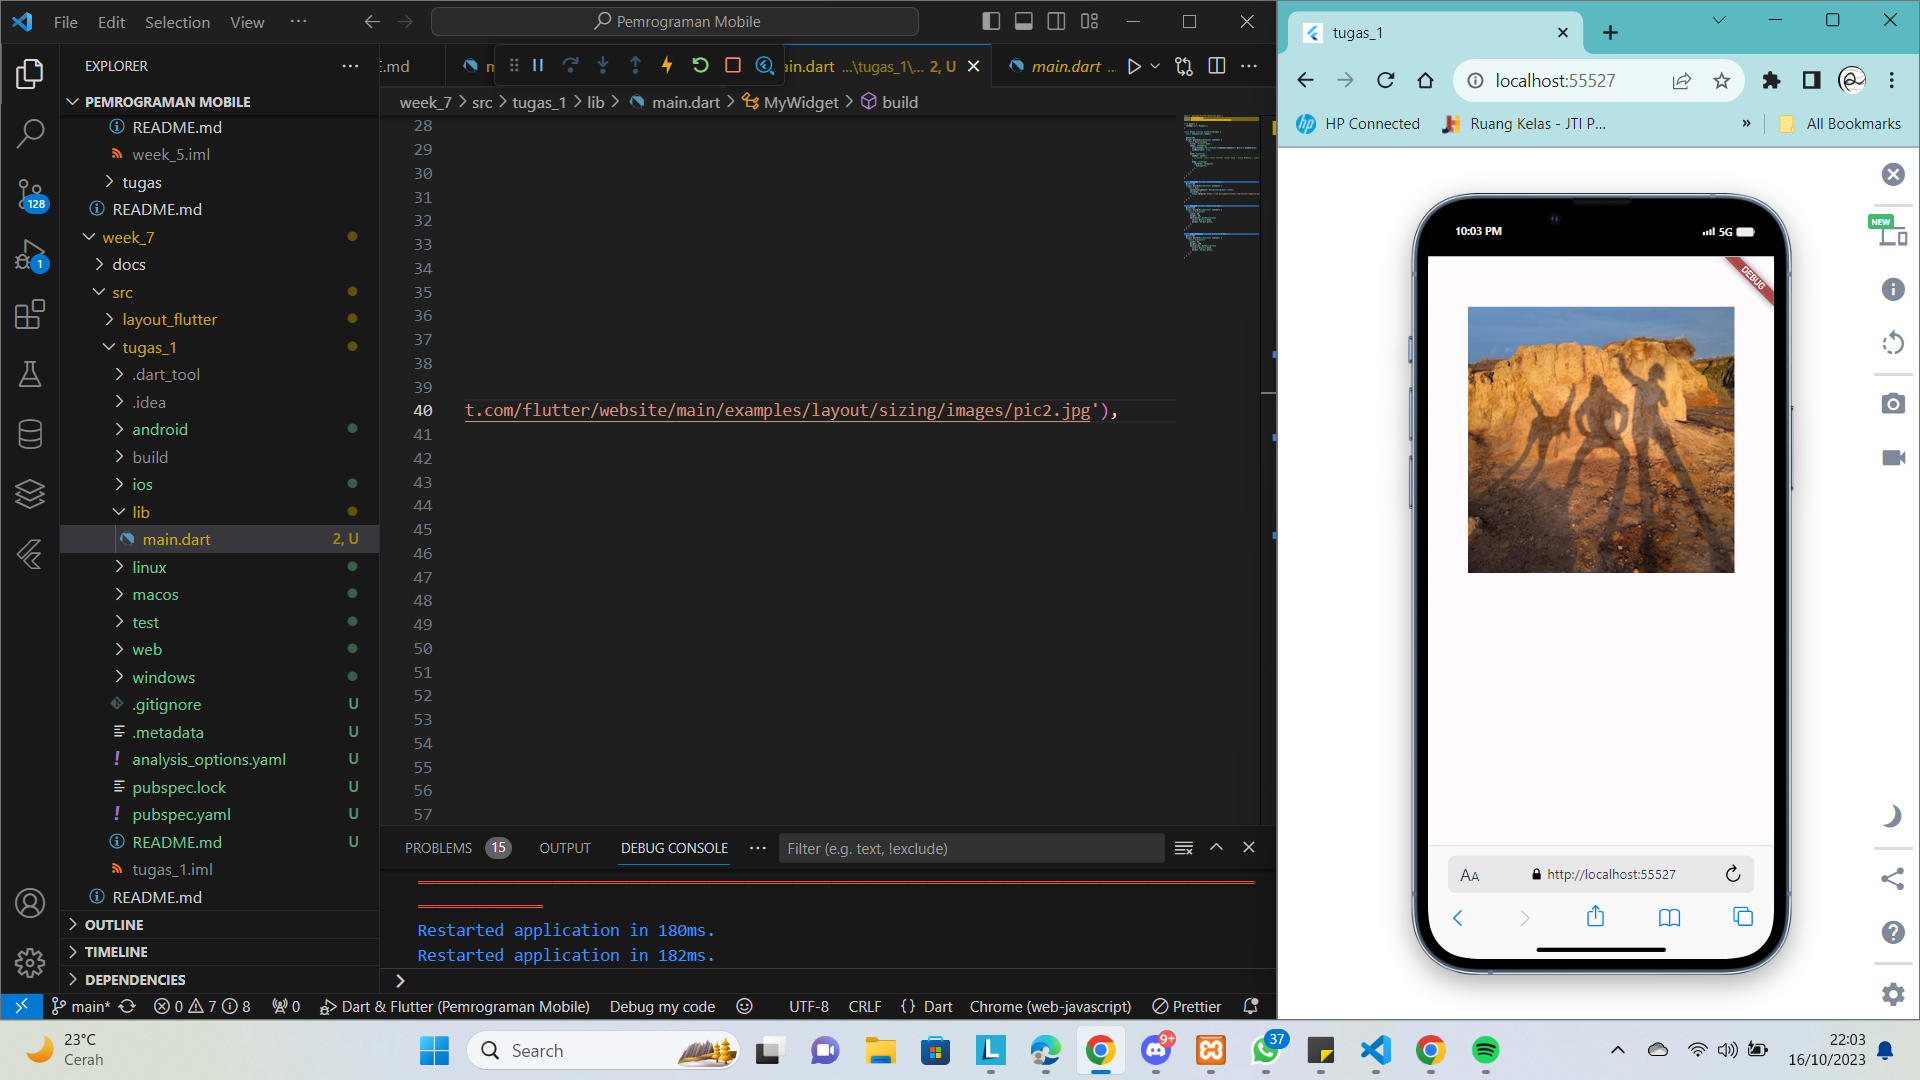 File Edit Selection View ··· Pemrograman Mobile
EXPLORER
PEMROGRAMAN MOBILE
README.md
week_5.iml
tugas
README.md
week_7
docs
src
layout_flutter
tugas_1
.dart_tool
.idea
android
build
ios
lib
main.dart 2, U
linux
macos
test
web
windows
.gitignore U
.metadata U
analysis_options.yaml U
pubspec.lock U
pubspec.yaml U
README.md U
tugas_1.iml
README.md
OUTLINE
TIMELINE
DEPENDENCIES
128
1
.md
ain.dart ...\tugas_1\... 2, U
main.dart ...
week_7 > src > tugas_1 > lib > main.dart > MyWidget > build
28
29
30
31
32
33
34
35
36
37
38
39
40 t.com/flutter/website/main/examples/layout/sizing/images/pic2.jpg'),
41
42
43
44
45
46
47
48
49
50
51
52
53
54
55
56
57
PROBLEMS 15 OUTPUT DEBUG CONSOLE ··· Filter (e.g. text, !exclude)
Restarted application in 180ms.
Restarted application in 182ms.
main* 0 7 8 0 Dart & Flutter (Pemrograman Mobile) Debug my code UTF-8 CRLF {} Dart Chrome (web-javascript) Prettier
tugas_1
localhost:55527
HP Connected Ruang Kelas - JTI P... » All Bookmarks
NEW
10:03 PM 5G
DEBUG
AA http://localhost:55527
23°C
Cerah
Search
9+
37
22:03
16/10/2023